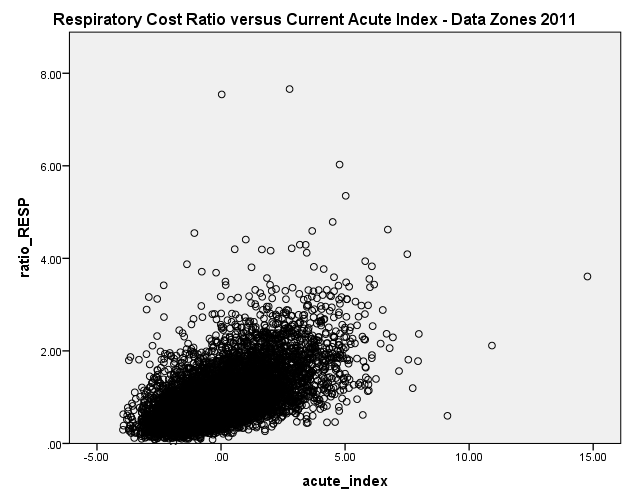 Respiratory Cost Ratio versus Current Acute Index - Data Zones 2011
8.00
6.00
4.00
2.00
.00
ratio_RESP
-5.00 .00 5.00 10.00 15.00
acute_index